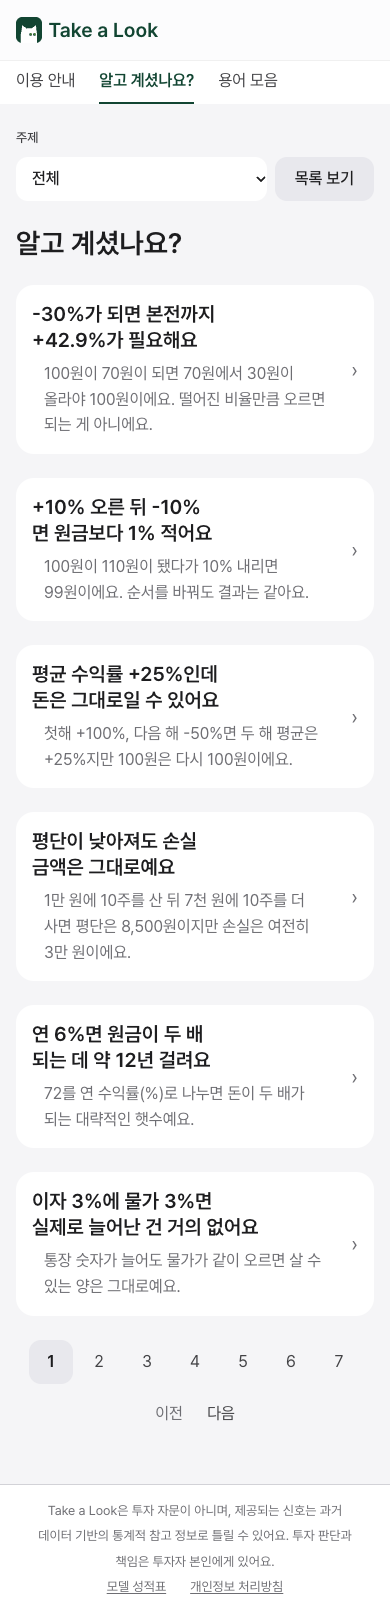 Take a Look
이용 안내 알고 계셨나요? 용어 모음
주제
전체 목록 보기
알고 계셨나요?
-30%가 되면 본전까지
+42.9%가 필요해요
100원이 70원이 되면 70원에서 30원이
올라야 100원이에요. 떨어진 비율만큼 오르면
되는 게 아니에요.
›
+10% 오른 뒤 -10%
면 원금보다 1% 적어요
100원이 110원이 됐다가 10% 내리면
99원이에요. 순서를 바꿔도 결과는 같아요.
›
평균 수익률 +25%인데
돈은 그대로일 수 있어요
첫해 +100%, 다음 해 -50%면 두 해 평균은
+25%지만 100원은 다시 100원이에요.
›
평단이 낮아져도 손실
금액은 그대로예요
1만 원에 10주를 산 뒤 7천 원에 10주를 더
사면 평단은 8,500원이지만 손실은 여전히
3만 원이에요.
›
연 6%면 원금이 두 배
되는 데 약 12년 걸려요
72를 연 수익률(%)로 나누면 돈이 두 배가
되는 대략적인 햇수예요.
›
이자 3%에 물가 3%면
실제로 늘어난 건 거의 없어요
통장 숫자가 늘어도 물가가 같이 오르면 살 수
있는 양은 그대로예요.
›
1 2 3 4 5 6 7
이전 다음
Take a Look은 투자 자문이 아니며, 제공되는 신호는 과거
데이터 기반의 통계적 참고 정보로 틀릴 수 있어요. 투자 판단과
책임은 투자자 본인에게 있어요.
모델 성적표 개인정보 처리방침